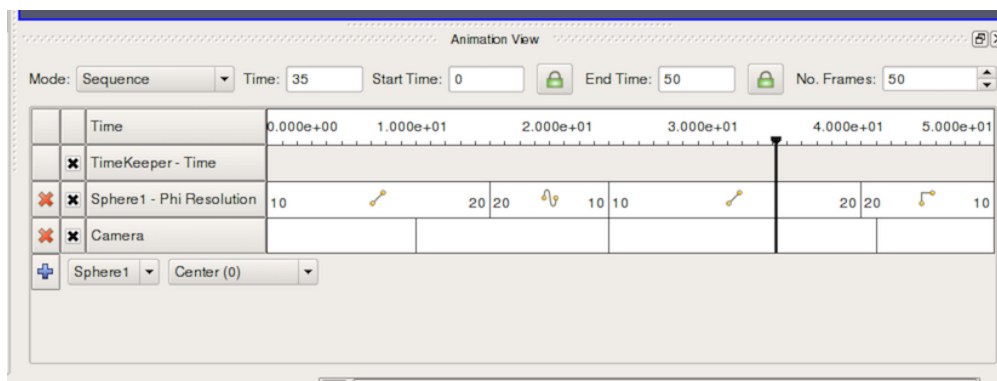 Animation View
Mode: Sequence Time: 35 Start Time: 0 End Time: 50 No. Frames: 50
Time 0.000e+00 1.000e+01 2.000e+01 3.000e+01 4.000e+01 5.000e+01
TimeKeeper - Time
Sphere1 - Phi Resolution 10 20 20 10 10 20 20 10
Camera
Sphere1 Center (0)